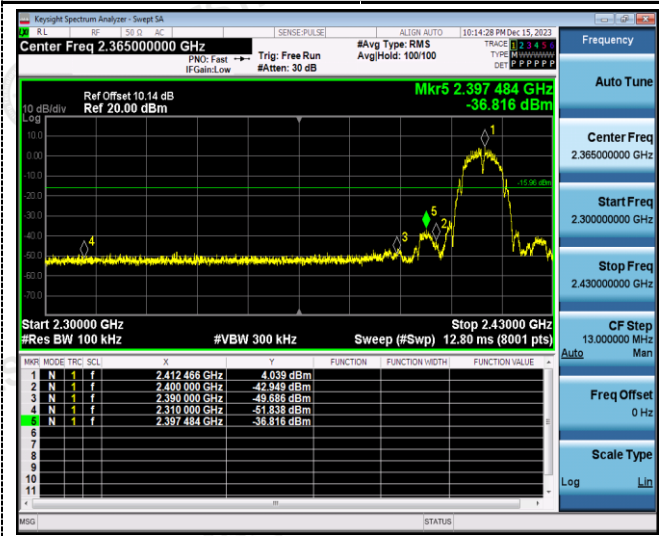 Keysight Spectrum Analyzer - Swept SA
RL RF 50 Ω AC SENSE:PULSE ALIGN AUTO 10:14:28 PM Dec 15, 2023
Center Freq 2.365000000 GHz
PNO: Fast
IFGain:Low
Trig: Free Run
#Atten: 30 dB
#Avg Type: RMS
Avg|Hold: 100/100
TRACE 1 2 3 4 5 6
TYPE M
DET P P P P P P
Ref Offset 10.14 dB
Ref 20.00 dBm
10 dB/div
Log
Mkr5 2.397 484 GHz
-36.816 dBm
10.0
0.00
-10.0
-20.0
-30.0
-40.0
-50.0
-60.0
-70.0
-15.96 dBm
1
2
3
4
5
Start 2.30000 GHz
Stop 2.43000 GHz
#Res BW 100 kHz #VBW 300 kHz Sweep (#Swp) 12.80 ms (8001 pts)
MKR MODE TRC SCL X Y FUNCTION FUNCTION WIDTH FUNCTION VALUE
1 N 1 f 2.412 466 GHz 4.039 dBm
2 N 1 f 2.400 000 GHz -42.949 dBm
3 N 1 f 2.390 000 GHz -49.686 dBm
4 N 1 f 2.310 000 GHz -51.838 dBm
5 N 1 f 2.397 484 GHz -36.816 dBm
6
7
8
9
10
11
MSG STATUS
Frequency
Auto Tune
Center Freq
2.365000000 GHz
Start Freq
2.300000000 GHz
Stop Freq
2.430000000 GHz
CF Step
13.000000 MHz
Auto Man
Freq Offset
0 Hz
Scale Type
Log Lin